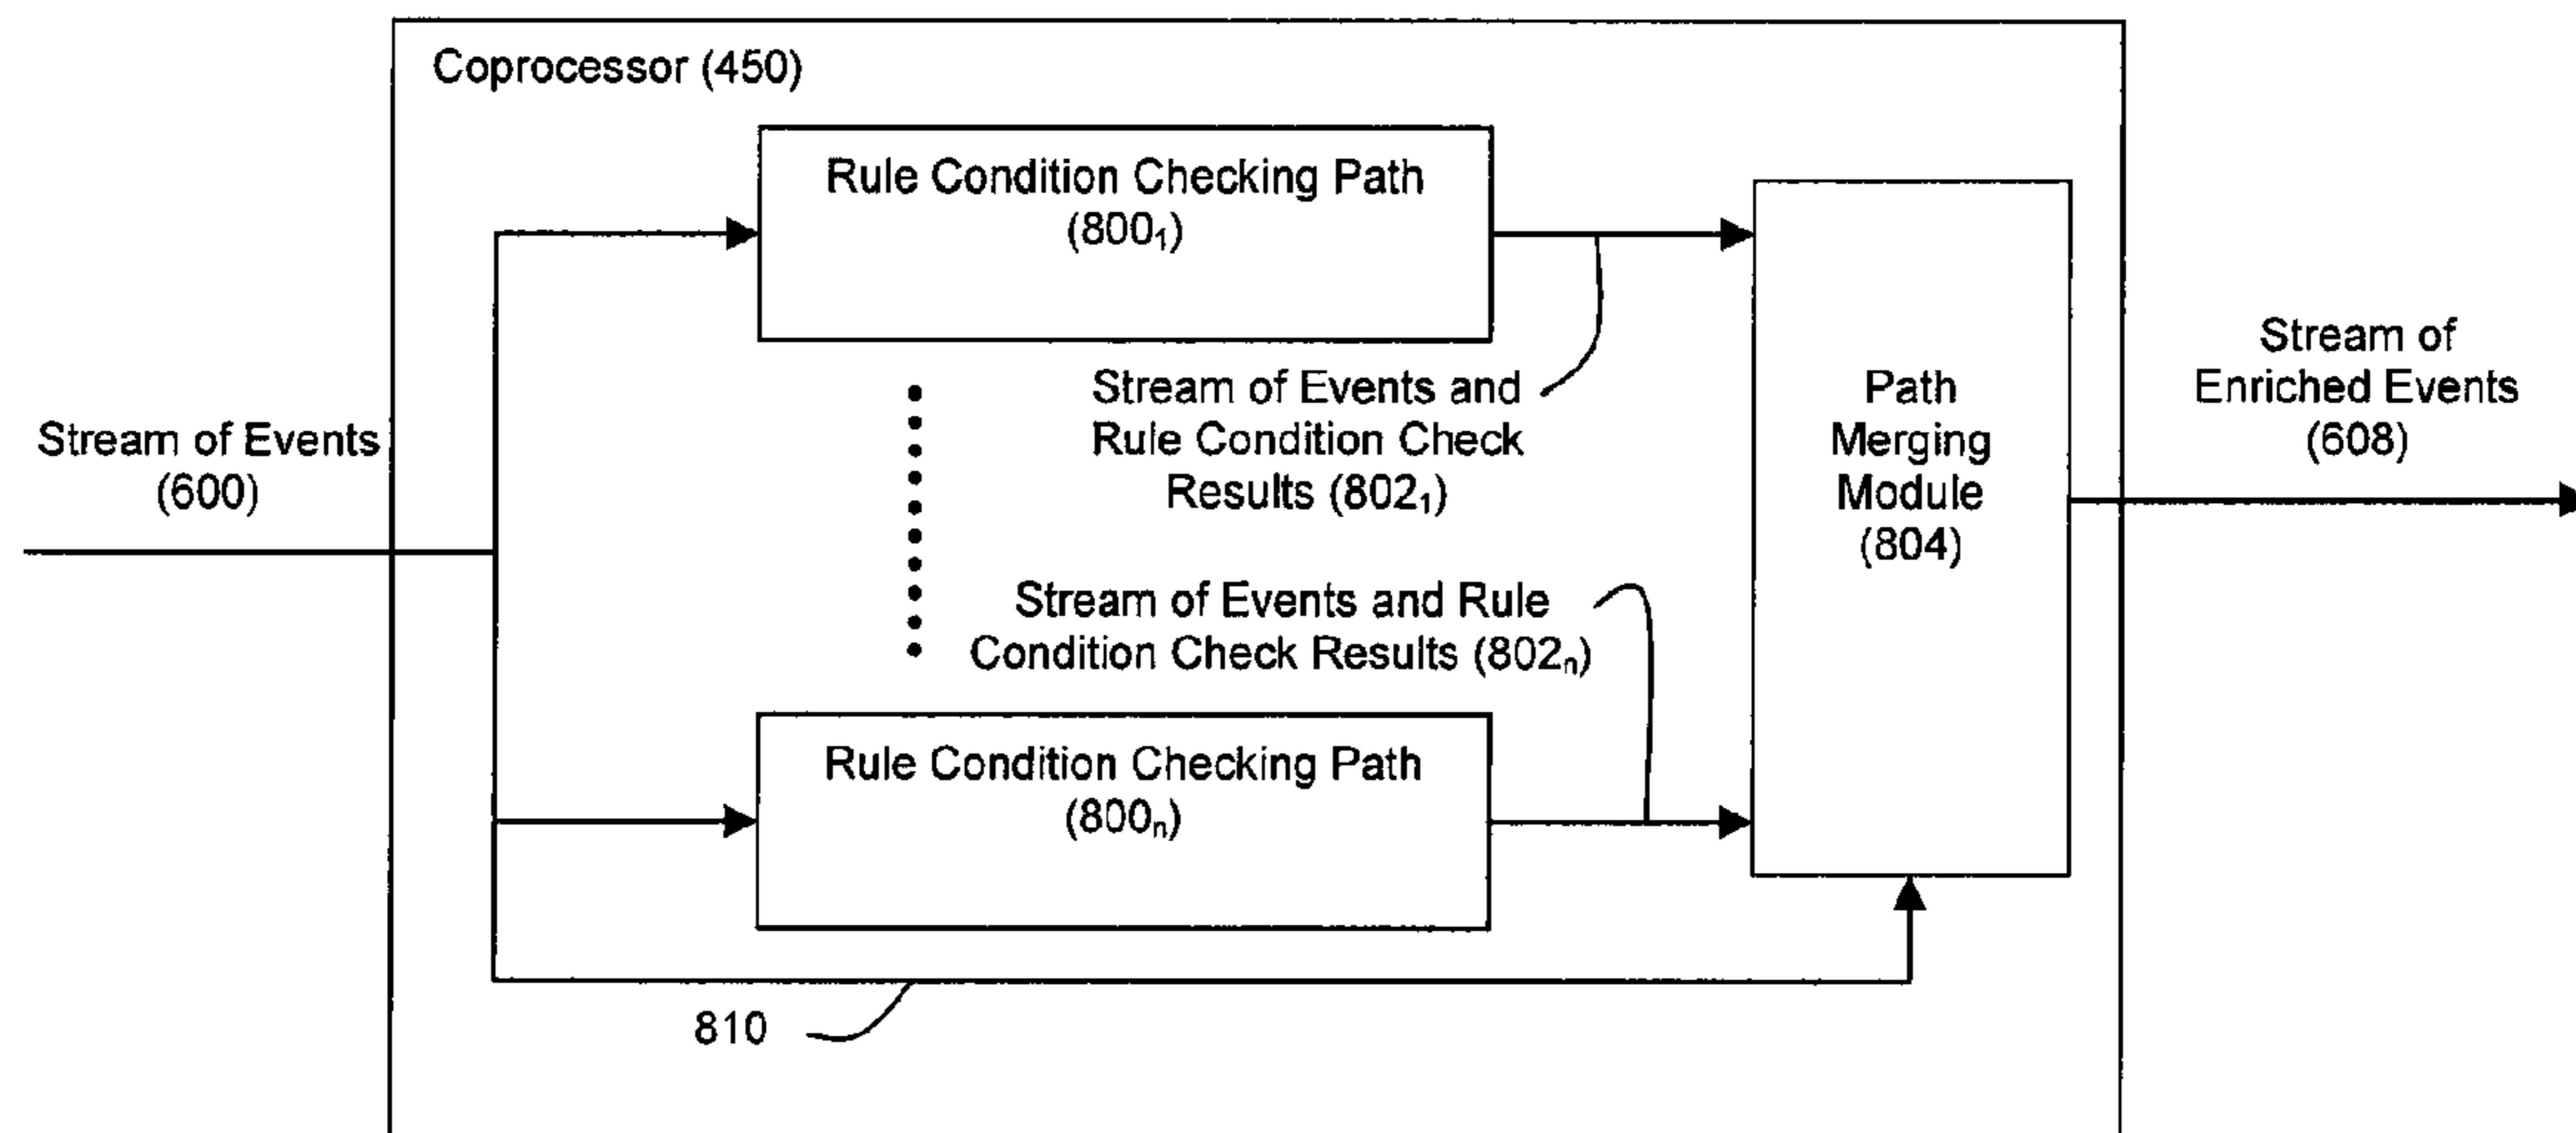 Coprocessor (450)
Rule Condition Checking Path
(800₁)
Stream of Events
(600)
Stream of Events and
Rule Condition Check
Results (802₁)
Path
Merging
Module
(804)
Stream of
Enriched Events
(608)
Stream of Events and Rule
Condition Check Results (802ₙ)
Rule Condition Checking Path
(800ₙ)
810